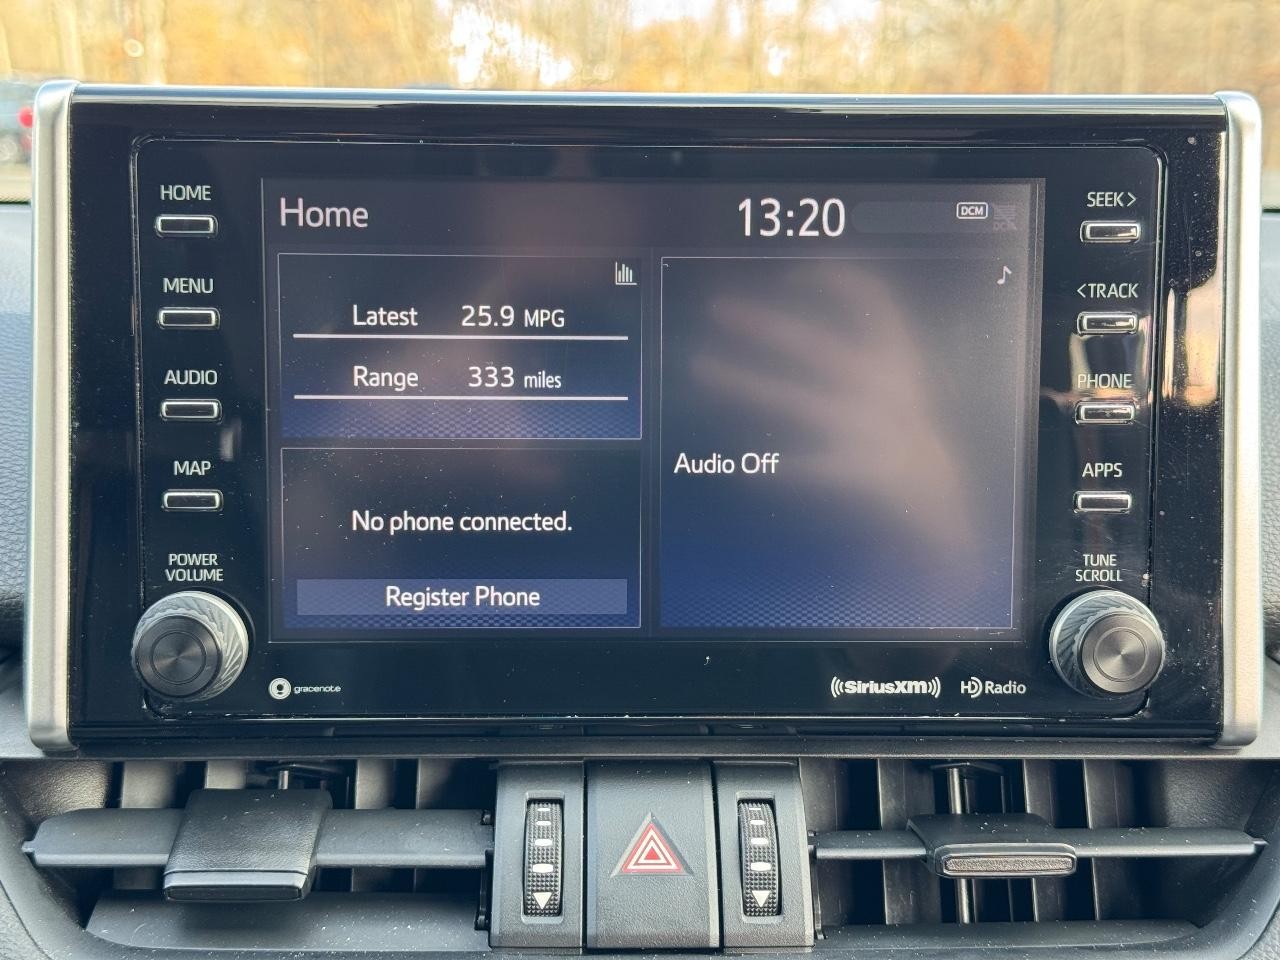 HOME
MENU
AUDIO
MAP
POWER
VOLUME
Home
13:20
DCM
Latest 25.9 MPG
Range 333 miles
No phone connected.
Register Phone
Audio Off
SEEK>
<TRACK
PHONE
APPS
TUNE
SCROLL
gracenote
SiriusXM
HD Radio